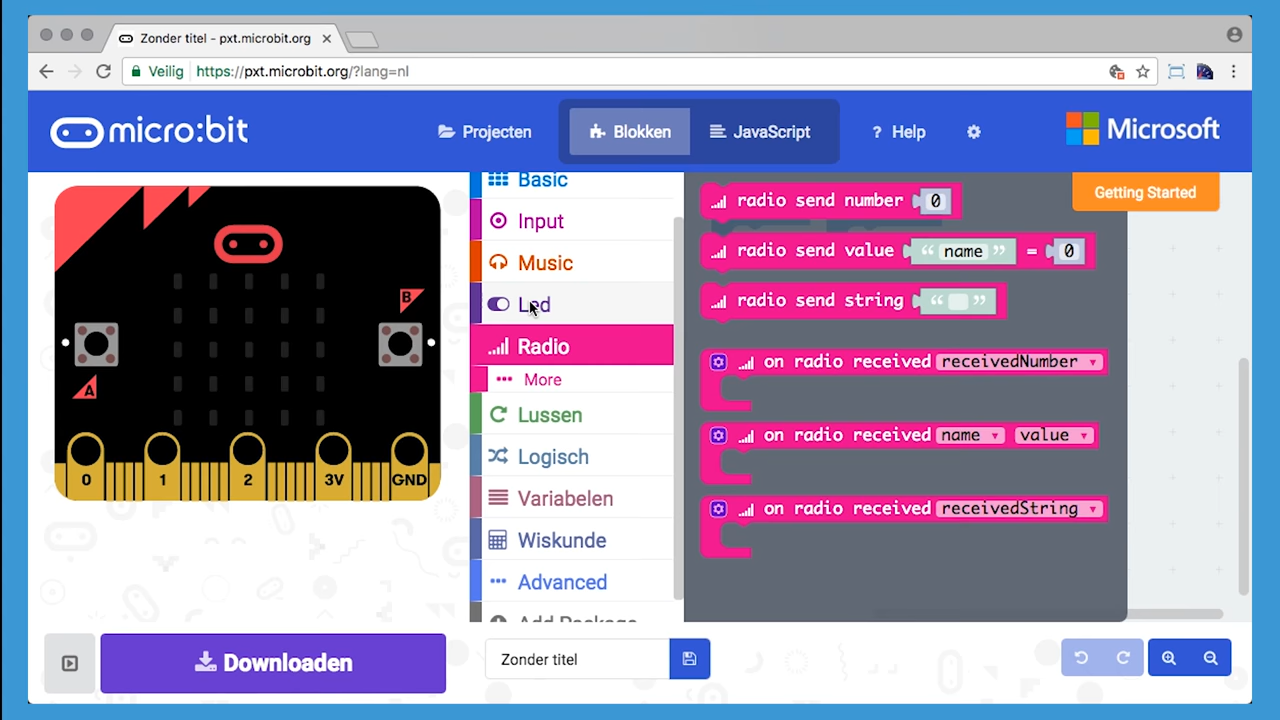 Zonder titel - pxt.microbit.org
Veilig https://pxt.microbit.org/?lang=nl
micro:bit
Projecten
Blokken
JavaScript
? Help
Microsoft
Getting Started
Basic
Input
Music
Led
Radio
More
Lussen
Logisch
Variabelen
Wiskunde
Advanced
Add Package
radio send number 0
radio send value “ name ” = 0
radio send string “ ”
on radio received receivedNumber
on radio received name value
on radio received receivedString
B
A
0 1 2 3V GND
Downloaden
Zonder titel